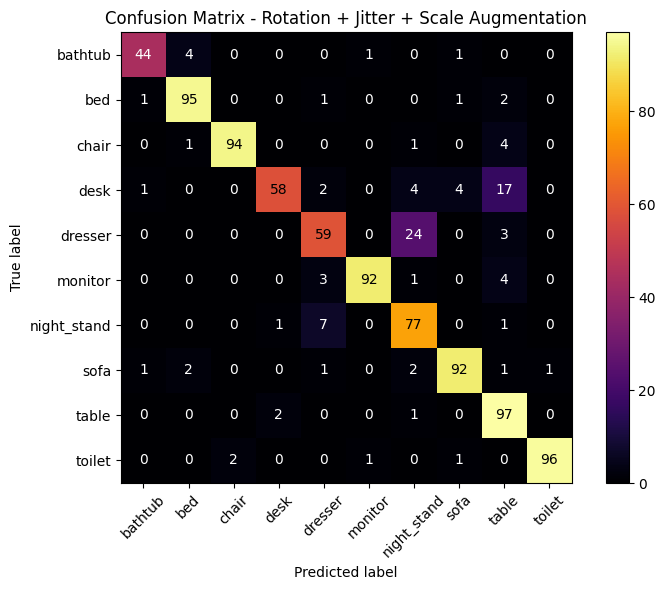 Confusion Matrix - Rotation + Jitter + Scale Augmentation
bathtub 44 4 0 0 0 1 0 1 0 0
bed 1 95 0 0 1 0 0 1 2 0
chair 0 1 94 0 0 0 1 0 4 0
desk 1 0 0 58 2 0 4 4 17 0
dresser 0 0 0 0 59 0 24 0 3 0
monitor 0 0 0 0 3 92 1 0 4 0
night_stand 0 0 0 1 7 0 77 0 1 0
sofa 1 2 0 0 1 0 2 92 1 1
table 0 0 0 2 0 0 1 0 97 0
toilet 0 0 2 0 0 1 0 1 0 96
bathtub bed chair desk dresser monitor night_stand sofa table toilet
Predicted label
True label
80
60
40
20
0